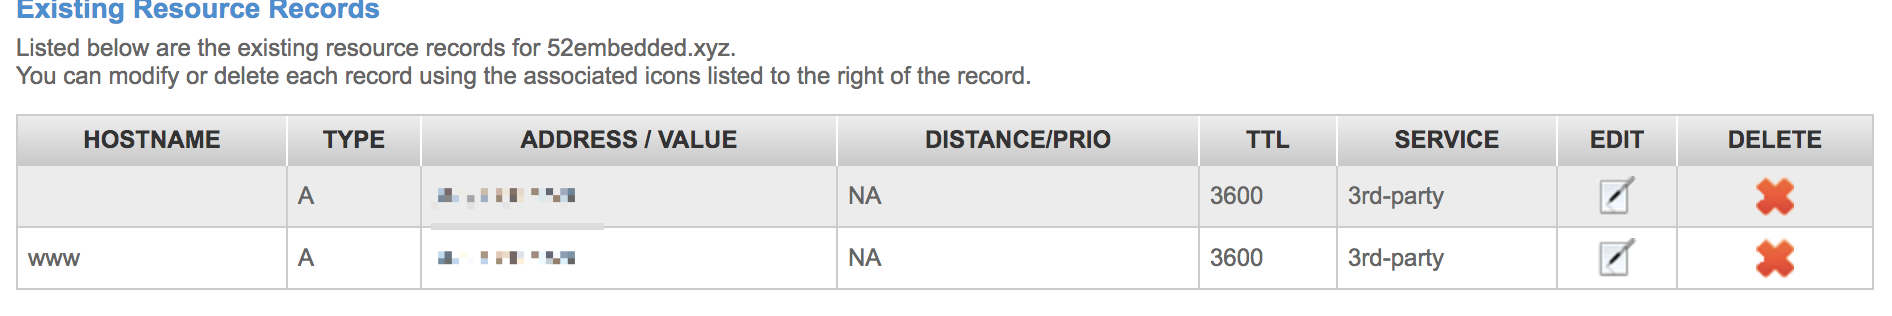 Existing Resource Records
Listed below are the existing resource records for 52embedded.xyz.
You can modify or delete each record using the associated icons listed to the right of the record.
HOSTNAME TYPE ADDRESS / VALUE DISTANCE/PRIO TTL SERVICE EDIT DELETE
A NA 3600 3rd-party
www A NA 3600 3rd-party